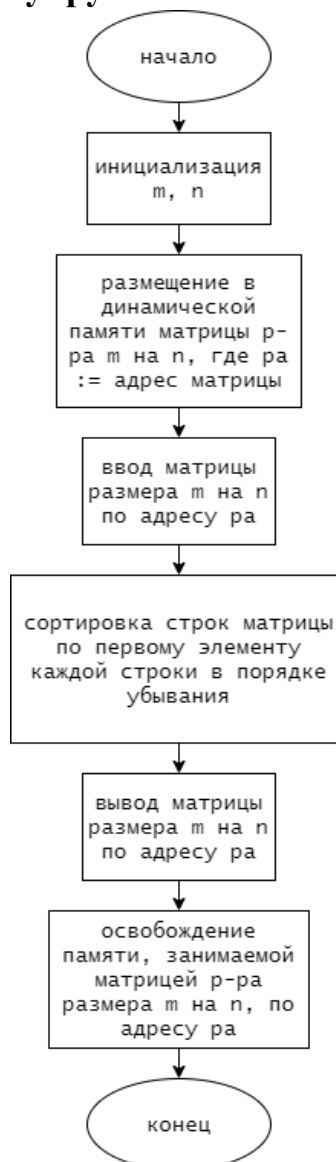 начало
инициализация
m, n
размещение в
динамической
памяти матрицы р-
ра m на n, где pa
:= адрес матрицы
ввод матрицы
размера m на n
по адресу pa
сортировка строк матрицы
по первому элементу
каждой строки в порядке
убывания
вывод матрицы
размера m на n
по адресу pa
освобождение
памяти, занимаемой
матрицей р-ра
размера m на n, по
адресу pa
конец